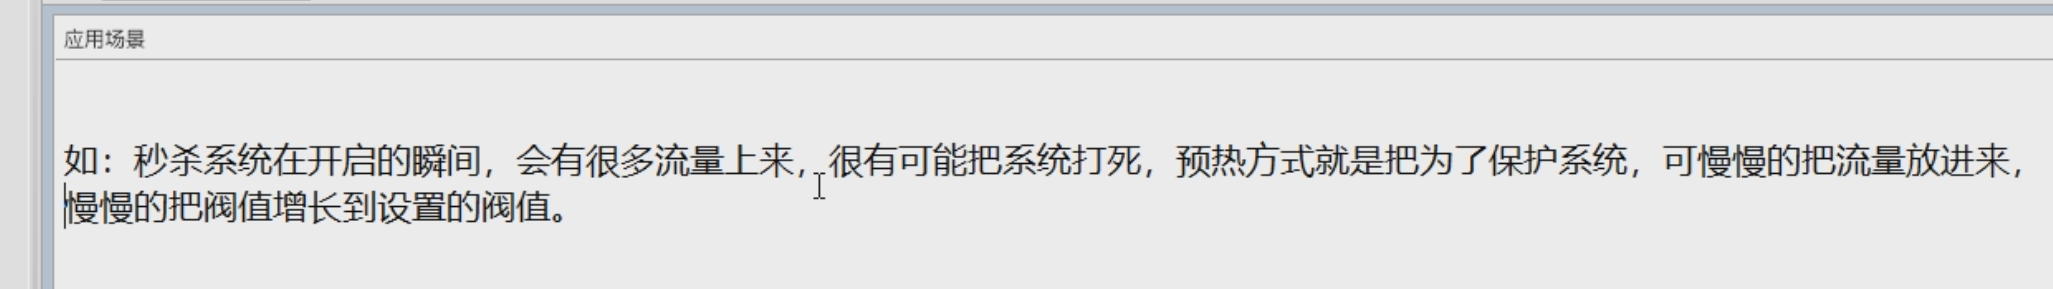 应用场景
如：秒杀系统在开启的瞬间，会有很多流量上来，很有可能把系统打死，预热方式就是把为了保护系统，可慢慢的把流量放进来，
慢慢的把阀值增长到设置的阀值。